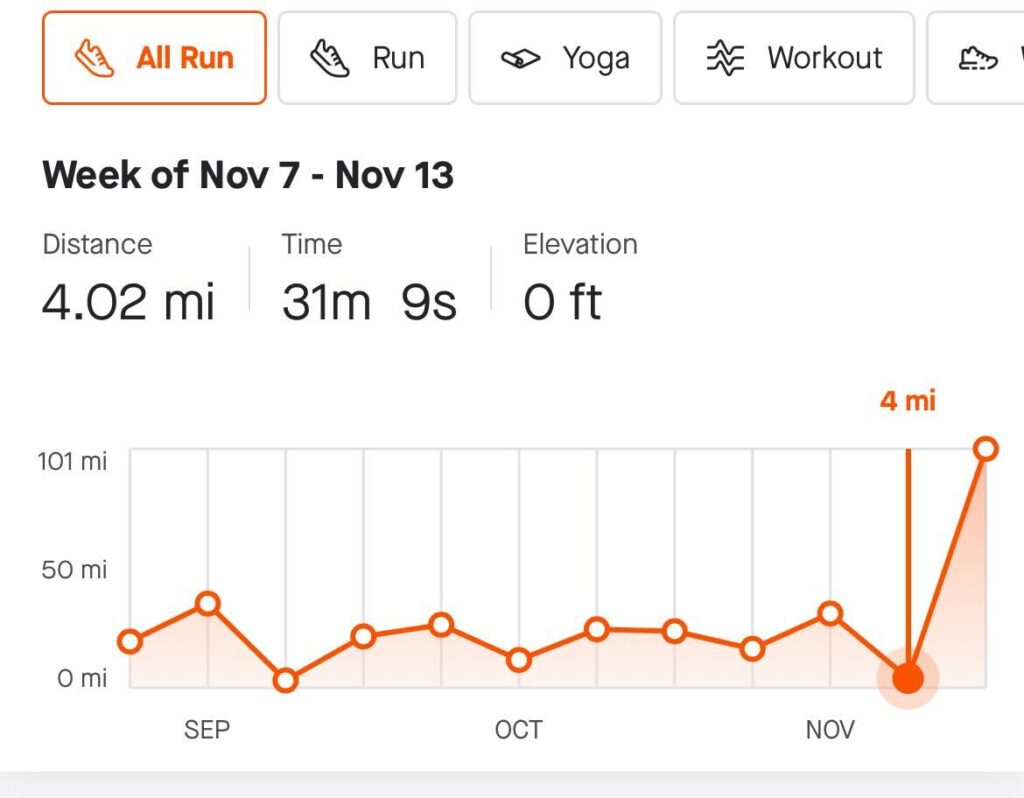 All Run
Run
Yoga
Workout
Week of Nov 7 - Nov 13
Distance
Time
Elevation
4.02 mi
31m 9s
0 ft
4 mi
101 mi
50 mi
0 mi
SEP
OCT
NOV